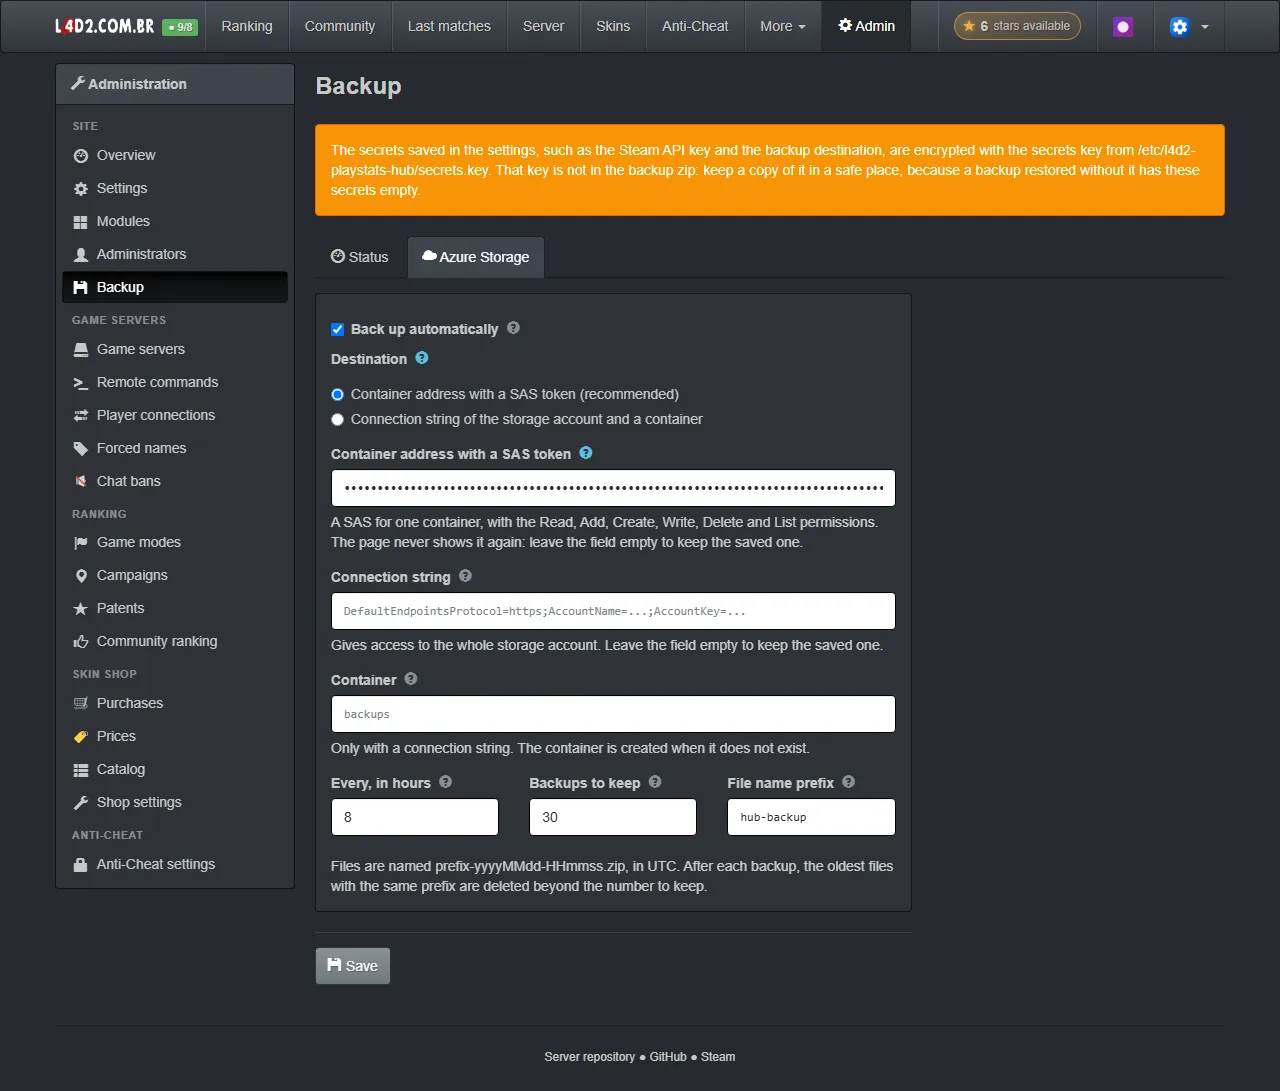 L4D2.COM.BR
● 9/8
Ranking
Community
Last matches
Server
Skins
Anti-Cheat
More
Admin
★ 6 stars available
Administration
SITE
Overview
Settings
Modules
Administrators
Backup
GAME SERVERS
Game servers
Remote commands
Player connections
Forced names
Chat bans
RANKING
Game modes
Campaigns
Patents
Community ranking
SKIN SHOP
Purchases
Prices
Catalog
Shop settings
ANTI-CHEAT
Anti-Cheat settings
Backup
The secrets saved in the settings, such as the Steam API key and the backup destination, are encrypted with the secrets key from /etc/l4d2-
playstats-hub/secrets.key. That key is not in the backup zip: keep a copy of it in a safe place, because a backup restored without it has these
secrets empty.
Status
Azure Storage
Back up automatically
Destination
Container address with a SAS token (recommended)
Connection string of the storage account and a container
Container address with a SAS token
A SAS for one container, with the Read, Add, Create, Write, Delete and List permissions.
The page never shows it again: leave the field empty to keep the saved one.
Connection string
DefaultEndpointsProtocol=https;AccountName=...;AccountKey=...
Gives access to the whole storage account. Leave the field empty to keep the saved one.
Container
backups
Only with a connection string. The container is created when it does not exist.
Every, in hours
Backups to keep
File name prefix
8
30
hub-backup
Files are named prefix-yyyyMMdd-HHmmss.zip, in UTC. After each backup, the oldest files
with the same prefix are deleted beyond the number to keep.
Save
Server repository ● GitHub ● Steam